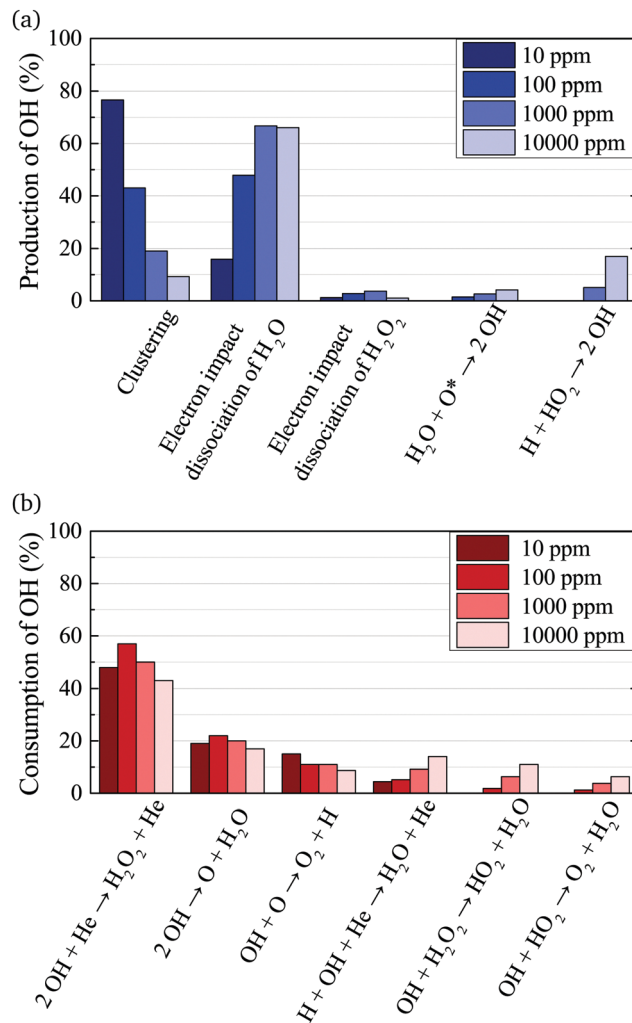 (a)
100
80
60
40
20
0
Production of OH (%)
10 ppm
100 ppm
1000 ppm
10000 ppm
Clustering
Electron impact
dissociation of H₂O
Electron impact
dissociation of H₂O₂
H₂O + O* → 2 OH
H + HO₂ → 2 OH
(b)
100
80
60
40
20
0
Consumption of OH (%)
10 ppm
100 ppm
1000 ppm
10000 ppm
2 OH + He → H₂O₂ + He
2 OH → O + H₂O
OH + O → O₂ + H
H + OH + He → H₂O + He
OH + H₂O₂ → HO₂ + H₂O
OH + HO₂ → O₂ + H₂O